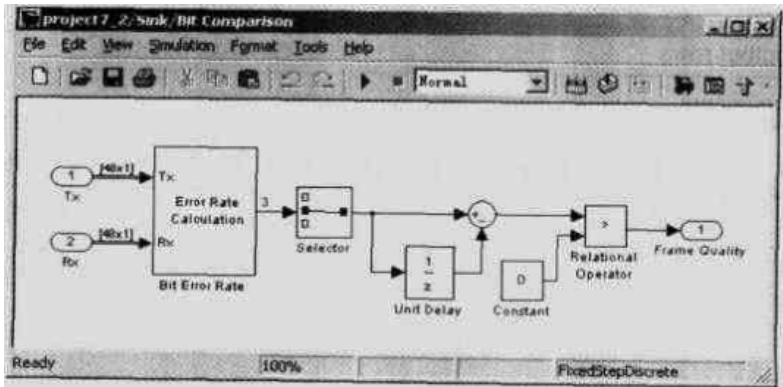 project7_2/Sink/Bit Comparison
File Edit View Simulation Format Tools Help
Normal
1
Tx
[48x1]
2
Rx
[48x1]
Tx
Rx
Error Rate
Calculation
Bit Error Rate
3
Selector
1
z
Unit Delay
+-
0
Constant
>
Relational
Operator
1
Frame Quality
Ready
100%
FixedStepDiscrete